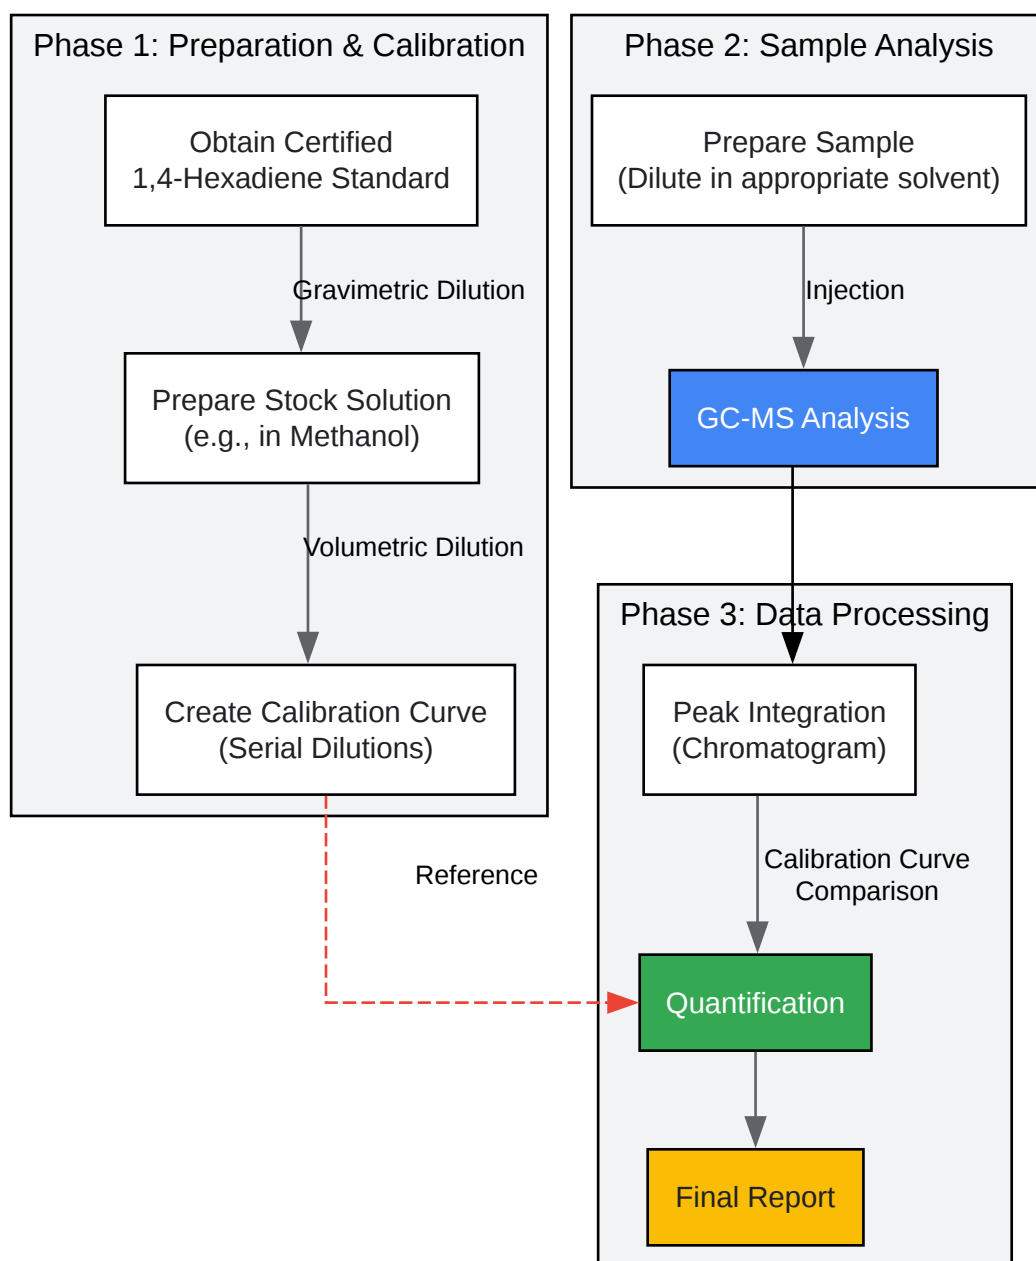 Phase 1: Preparation & Calibration
Obtain Certified
1,4-Hexadiene Standard
Gravimetric Dilution
Prepare Stock Solution
(e.g., in Methanol)
Volumetric Dilution
Create Calibration Curve
(Serial Dilutions)
Reference
Phase 2: Sample Analysis
Prepare Sample
(Dilute in appropriate solvent)
Injection
GC-MS Analysis
Phase 3: Data Processing
Peak Integration
(Chromatogram)
Calibration Curve
Comparison
Quantification
Final Report